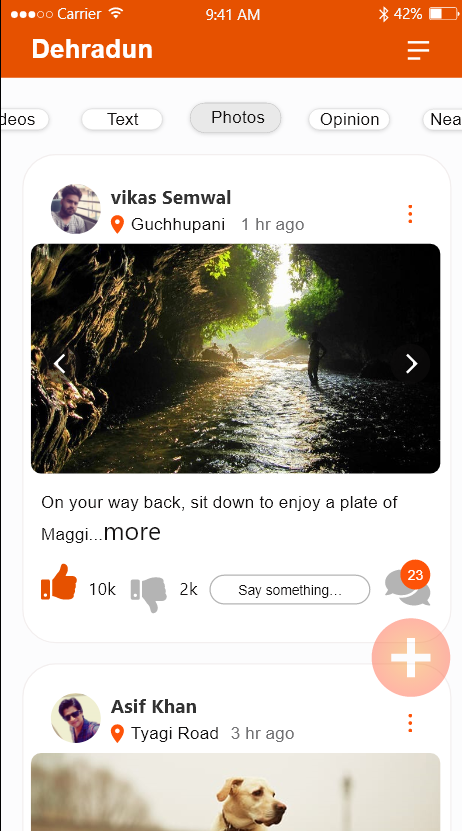 Carrier 9:41 AM 42%
Dehradun
deos Text Photos Opinion Nea
vikas Semwal
Guchhupani 1 hr ago
On your way back, sit down to enjoy a plate of
Maggi...more
10k 2k Say something... 23
Asif Khan
Tyagi Road 3 hr ago